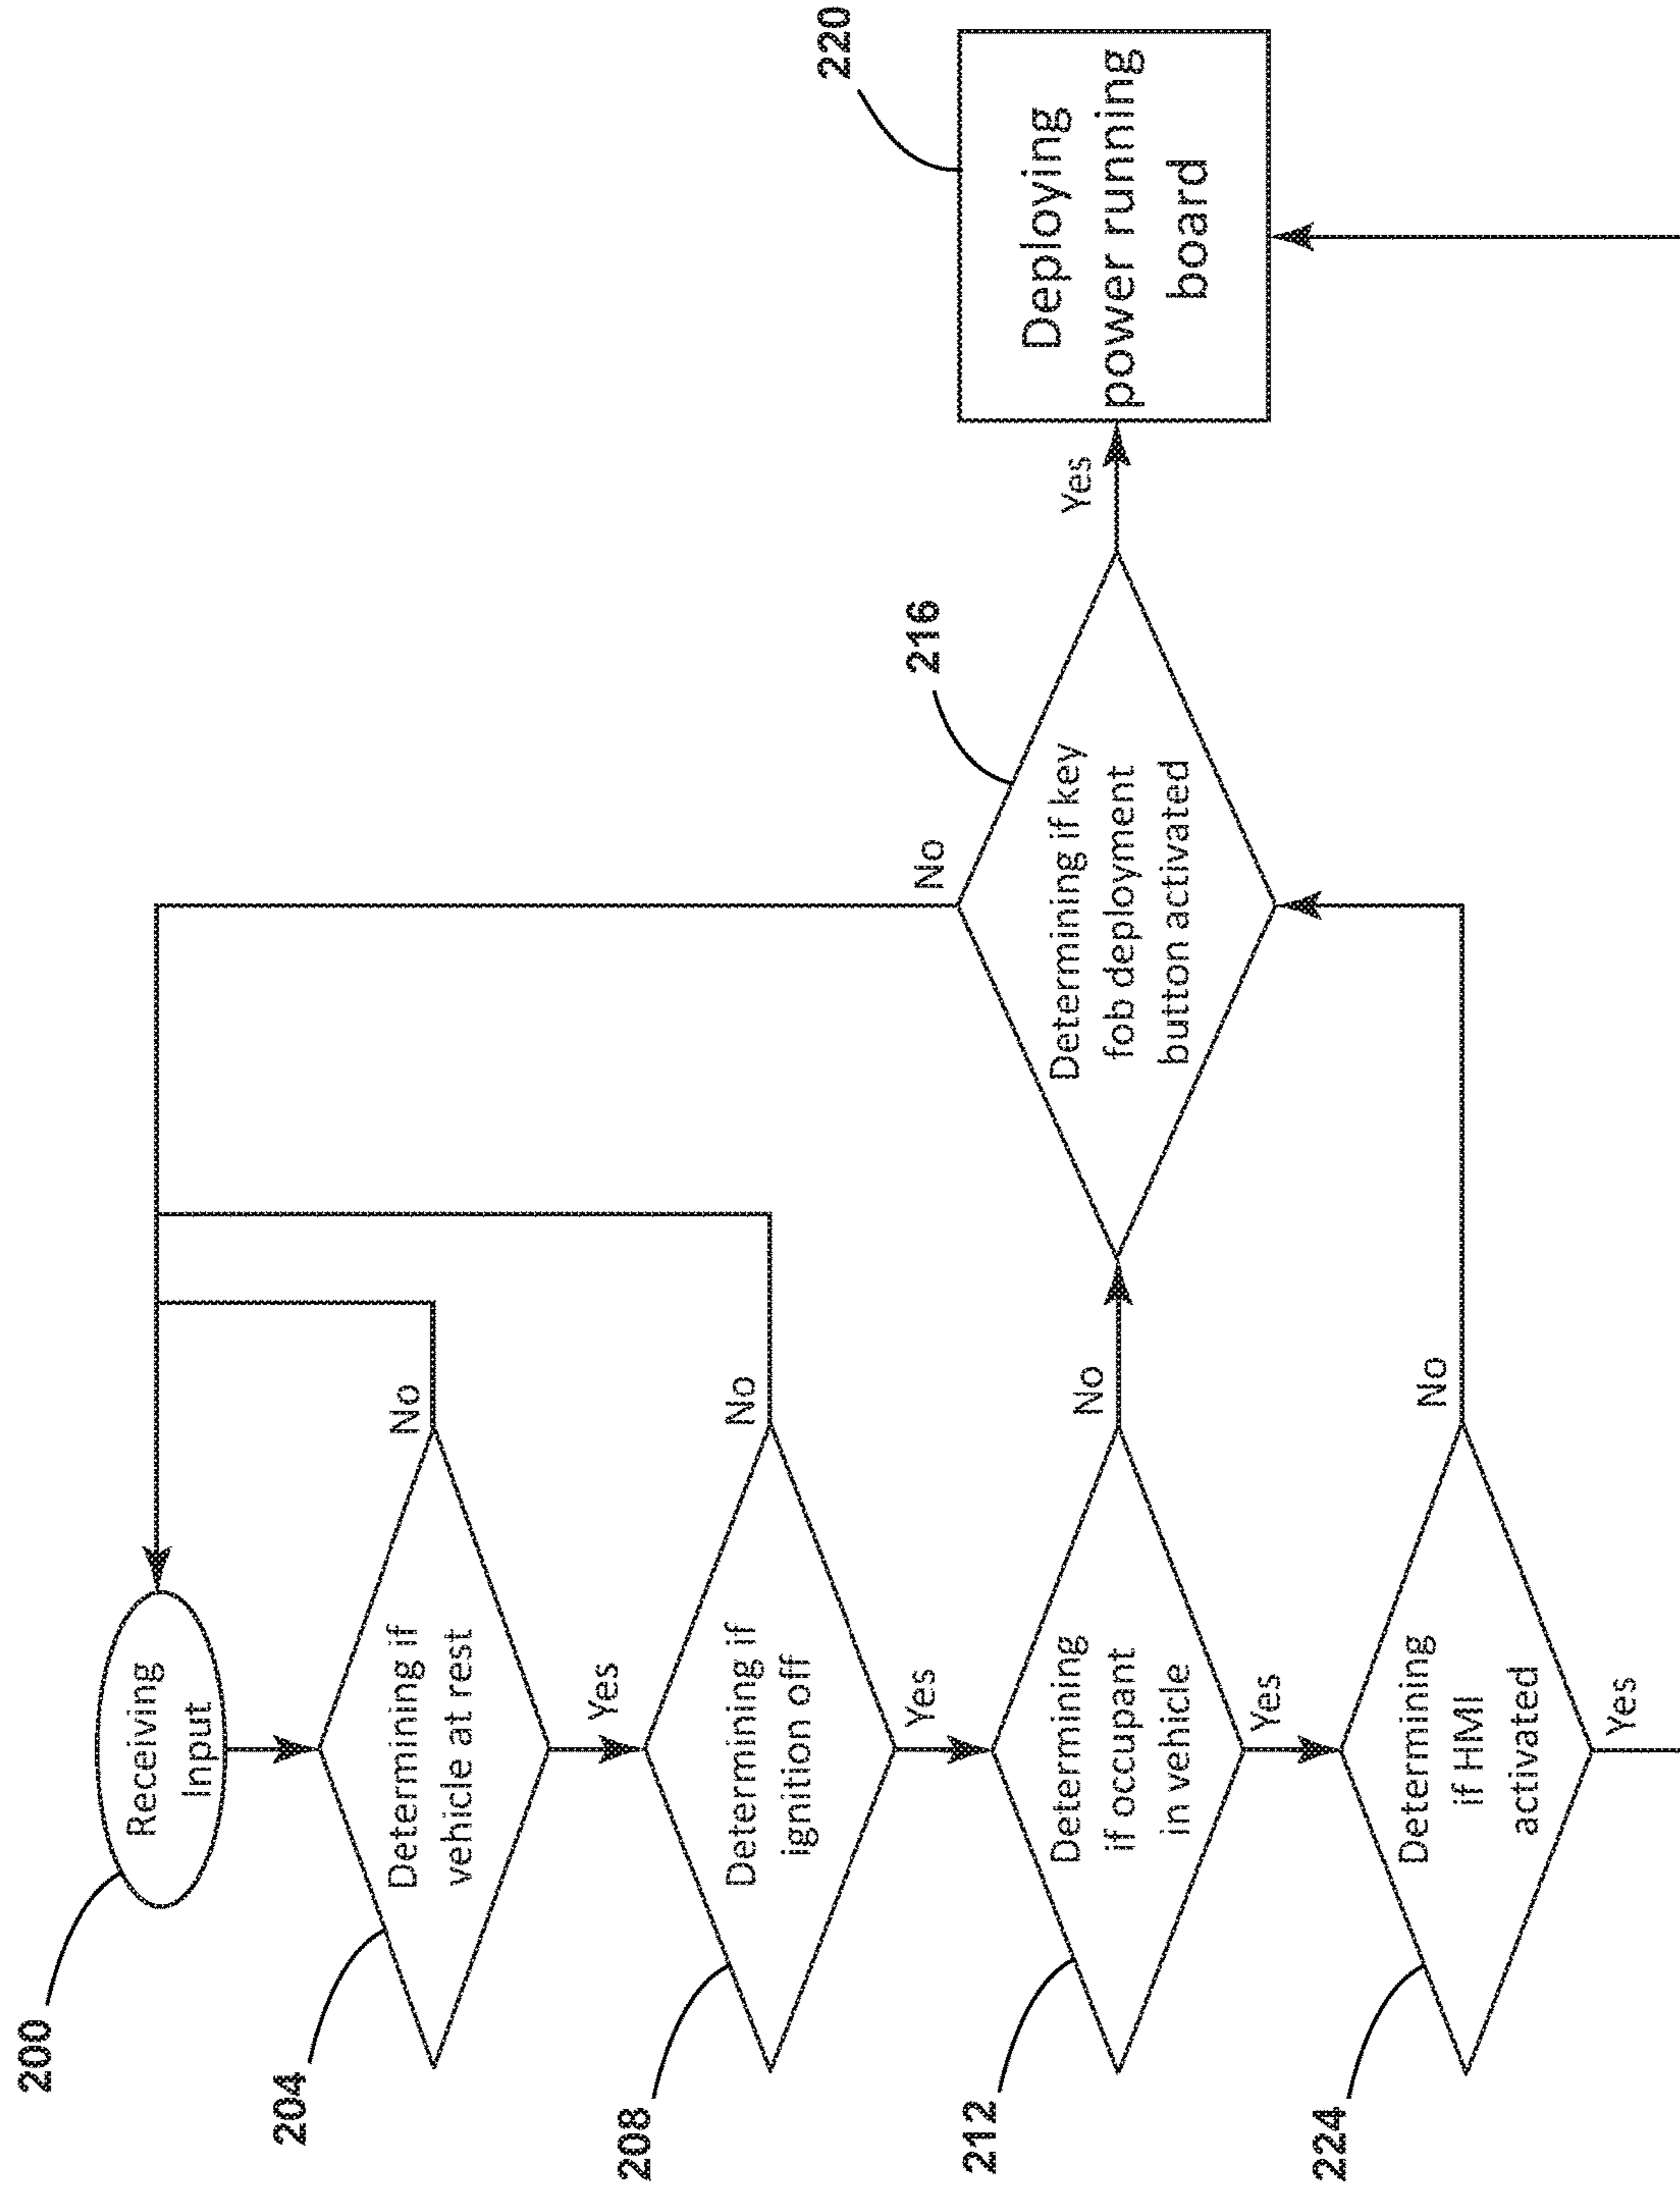 200
Receiving
Input
204
Determining if
vehicle at rest
No
Yes
208
Determining if
ignition off
No
Yes
212
Determining
if occupant
in vehicle
No
Yes
216
Determining if key
fob deployment
button activated
No
Yes
220
Deploying
power running
board
224
Determining
if HMI
activated
No
Yes